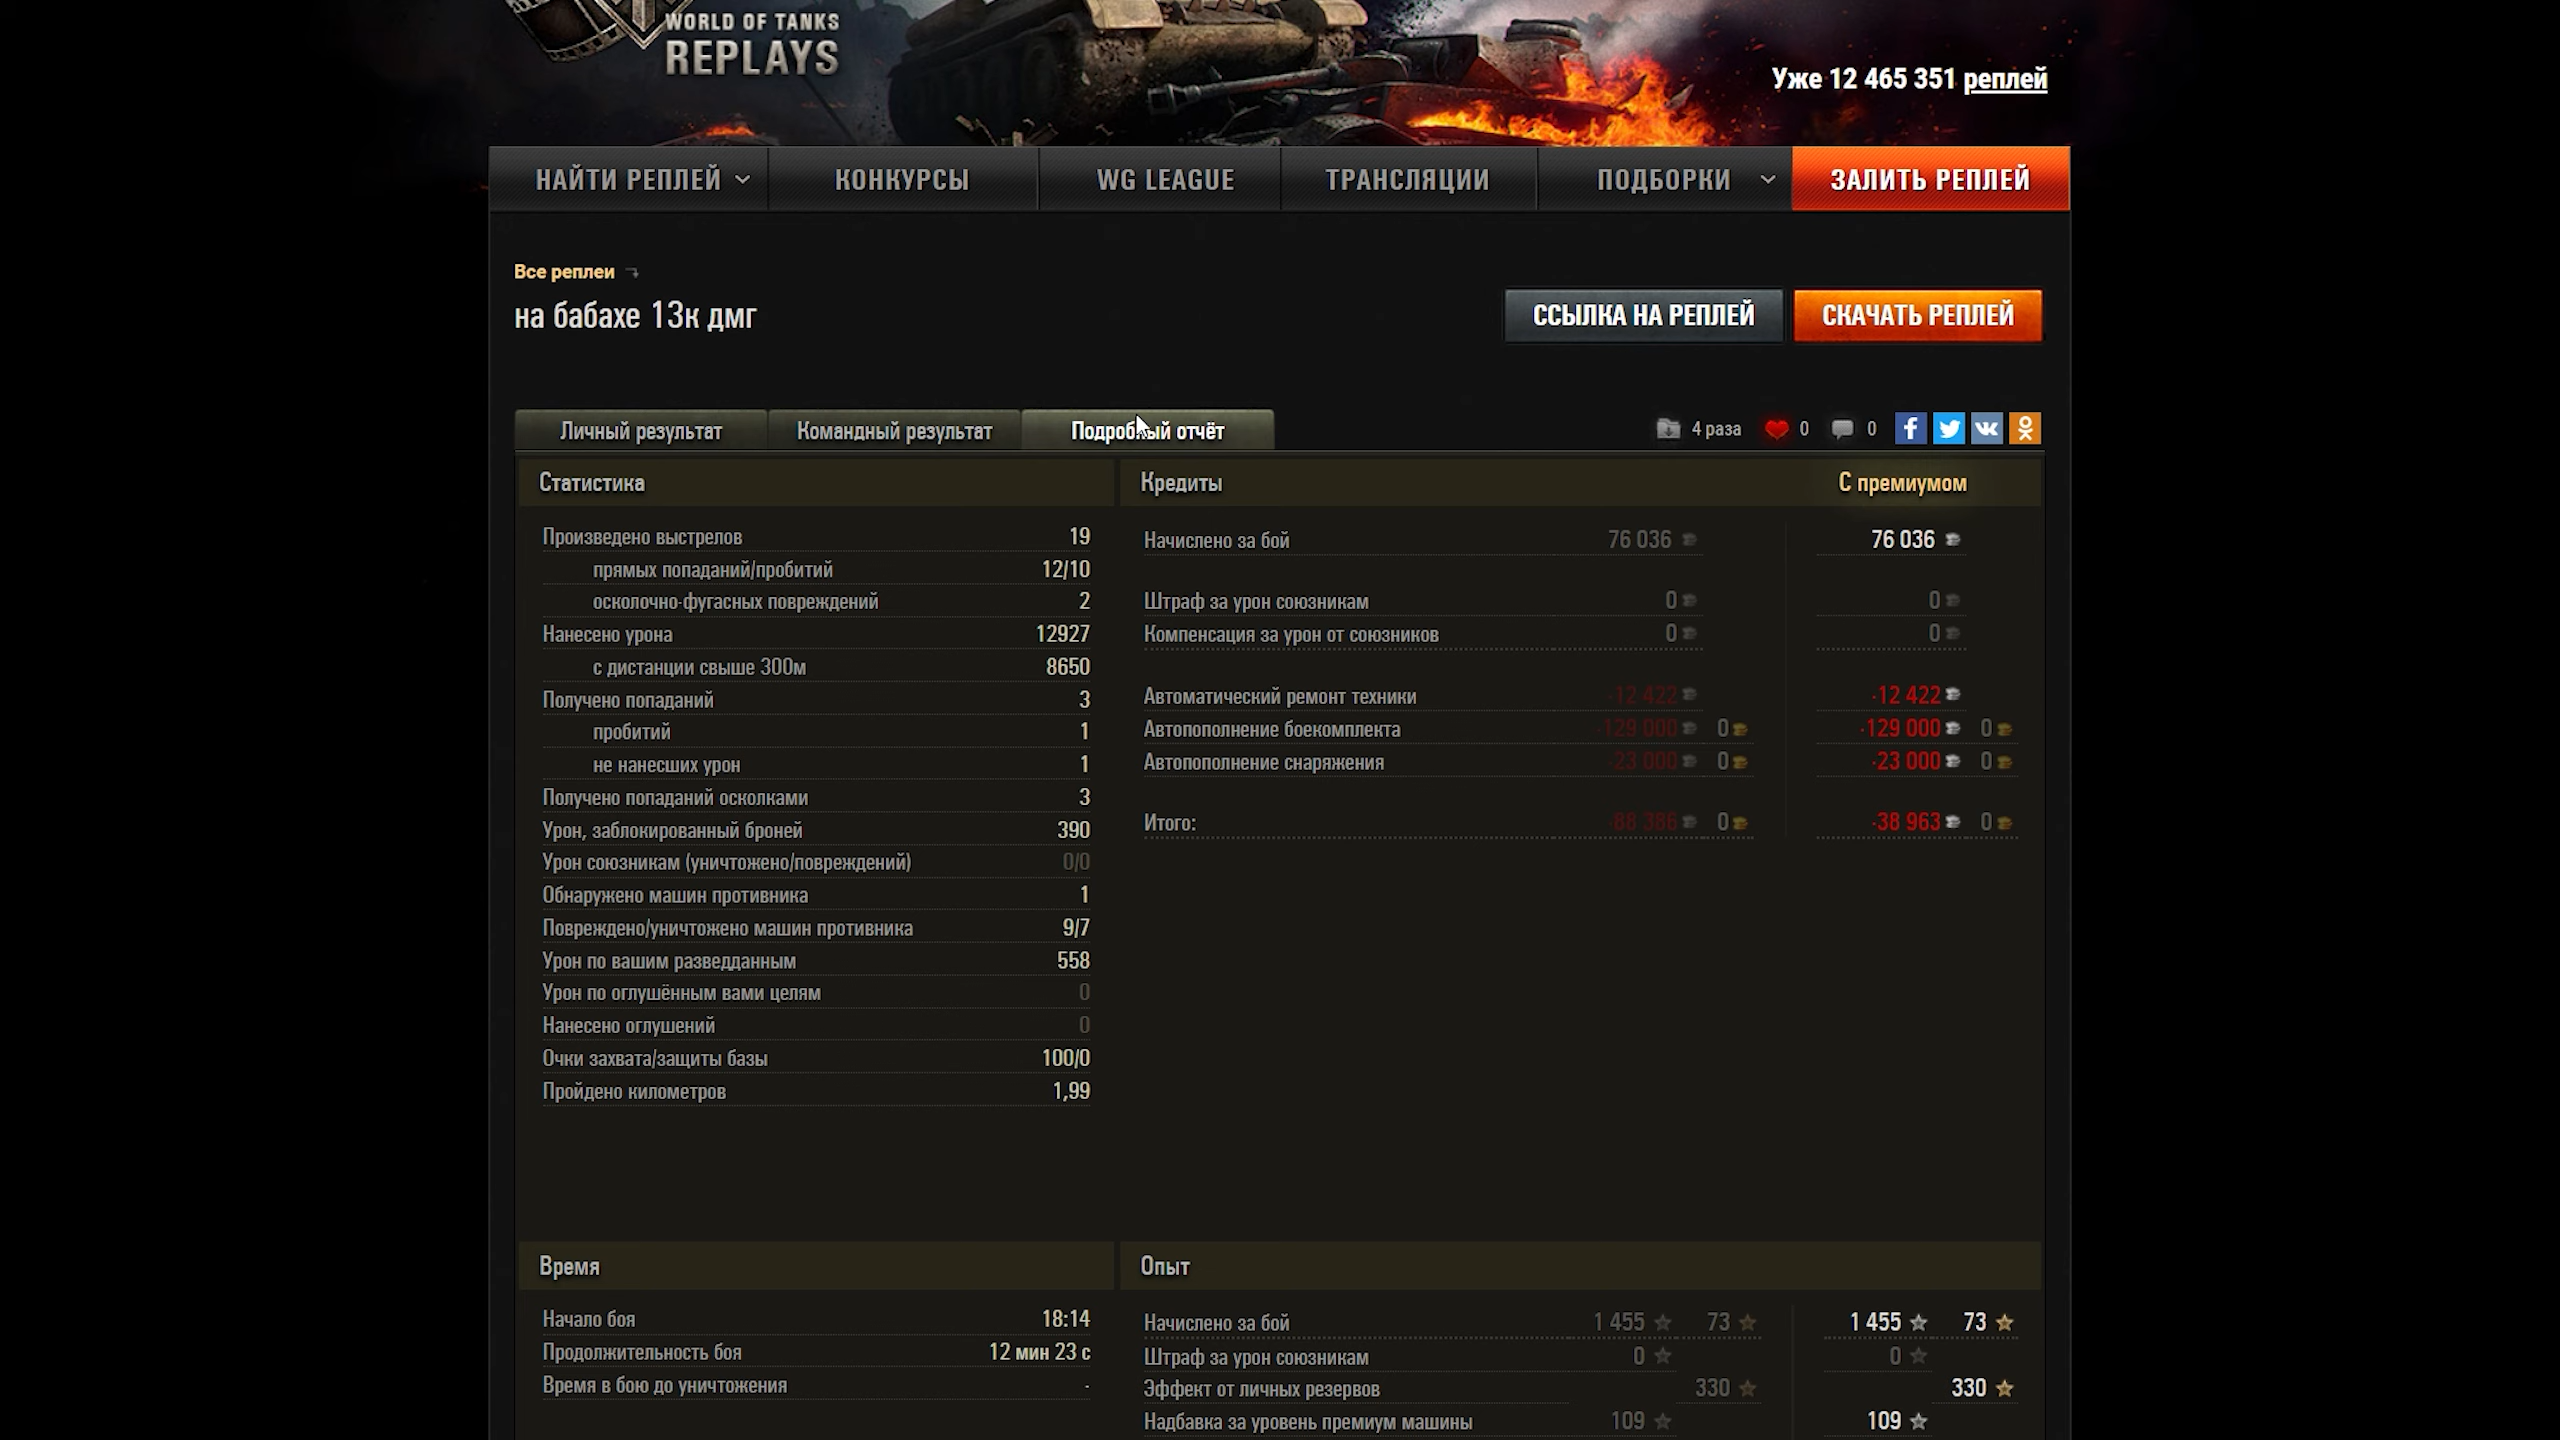 WORLD OF TANKS
REPLAYS
Уже 12 465 351 реплей
НАЙТИ РЕПЛЕЙ
КОНКУРСЫ
WG LEAGUE
ТРАНСЛЯЦИИ
ПОДБОРКИ
ЗАЛИТЬ РЕПЛЕЙ
Все реплеи
на бабахе 13к дмг
ССЫЛКА НА РЕПЛЕЙ
СКАЧАТЬ РЕПЛЕЙ
Личный результат
Командный результат
Подробный отчёт
4 раза 0 0
Статистика
Произведено выстрелов 19
прямых попаданий/пробитий 12/10
осколочно-фугасных повреждений 2
Нанесено урона 12927
с дистанции свыше 300м 8650
Получено попаданий 3
пробитий 1
не нанесших урон 1
Получено попаданий осколками 3
Урон, заблокированный броней 390
Урон союзникам (уничтожено/повреждений) 0/0
Обнаружено машин противника 1
Повреждено/уничтожено машин противника 9/7
Урон по вашим разведданным 558
Урон по оглушённым вами целям 0
Нанесено оглушений 0
Очки захвата/защиты базы 100/0
Пройдено километров 1,99
Кредиты С премиумом
Начислено за бой 76 036 76 036
Штраф за урон союзникам 0 0
Компенсация за урон от союзников 0 0
Автоматический ремонт техники -12 422 -12 422
Автопополнение боекомплекта -129 000 0 -129 000 0
Автопополнение снаряжения -23 000 0 -23 000 0
Итого: -88 386 0 -38 963 0
Время
Начало боя 18:14
Продолжительность боя 12 мин 23 с
Время в бою до уничтожения -
Опыт
Начислено за бой 1 455 73 1 455 73
Штраф за урон союзникам 0 0
Эффект от личных резервов 330 330
Надбавка за уровень премиум машины 109 109